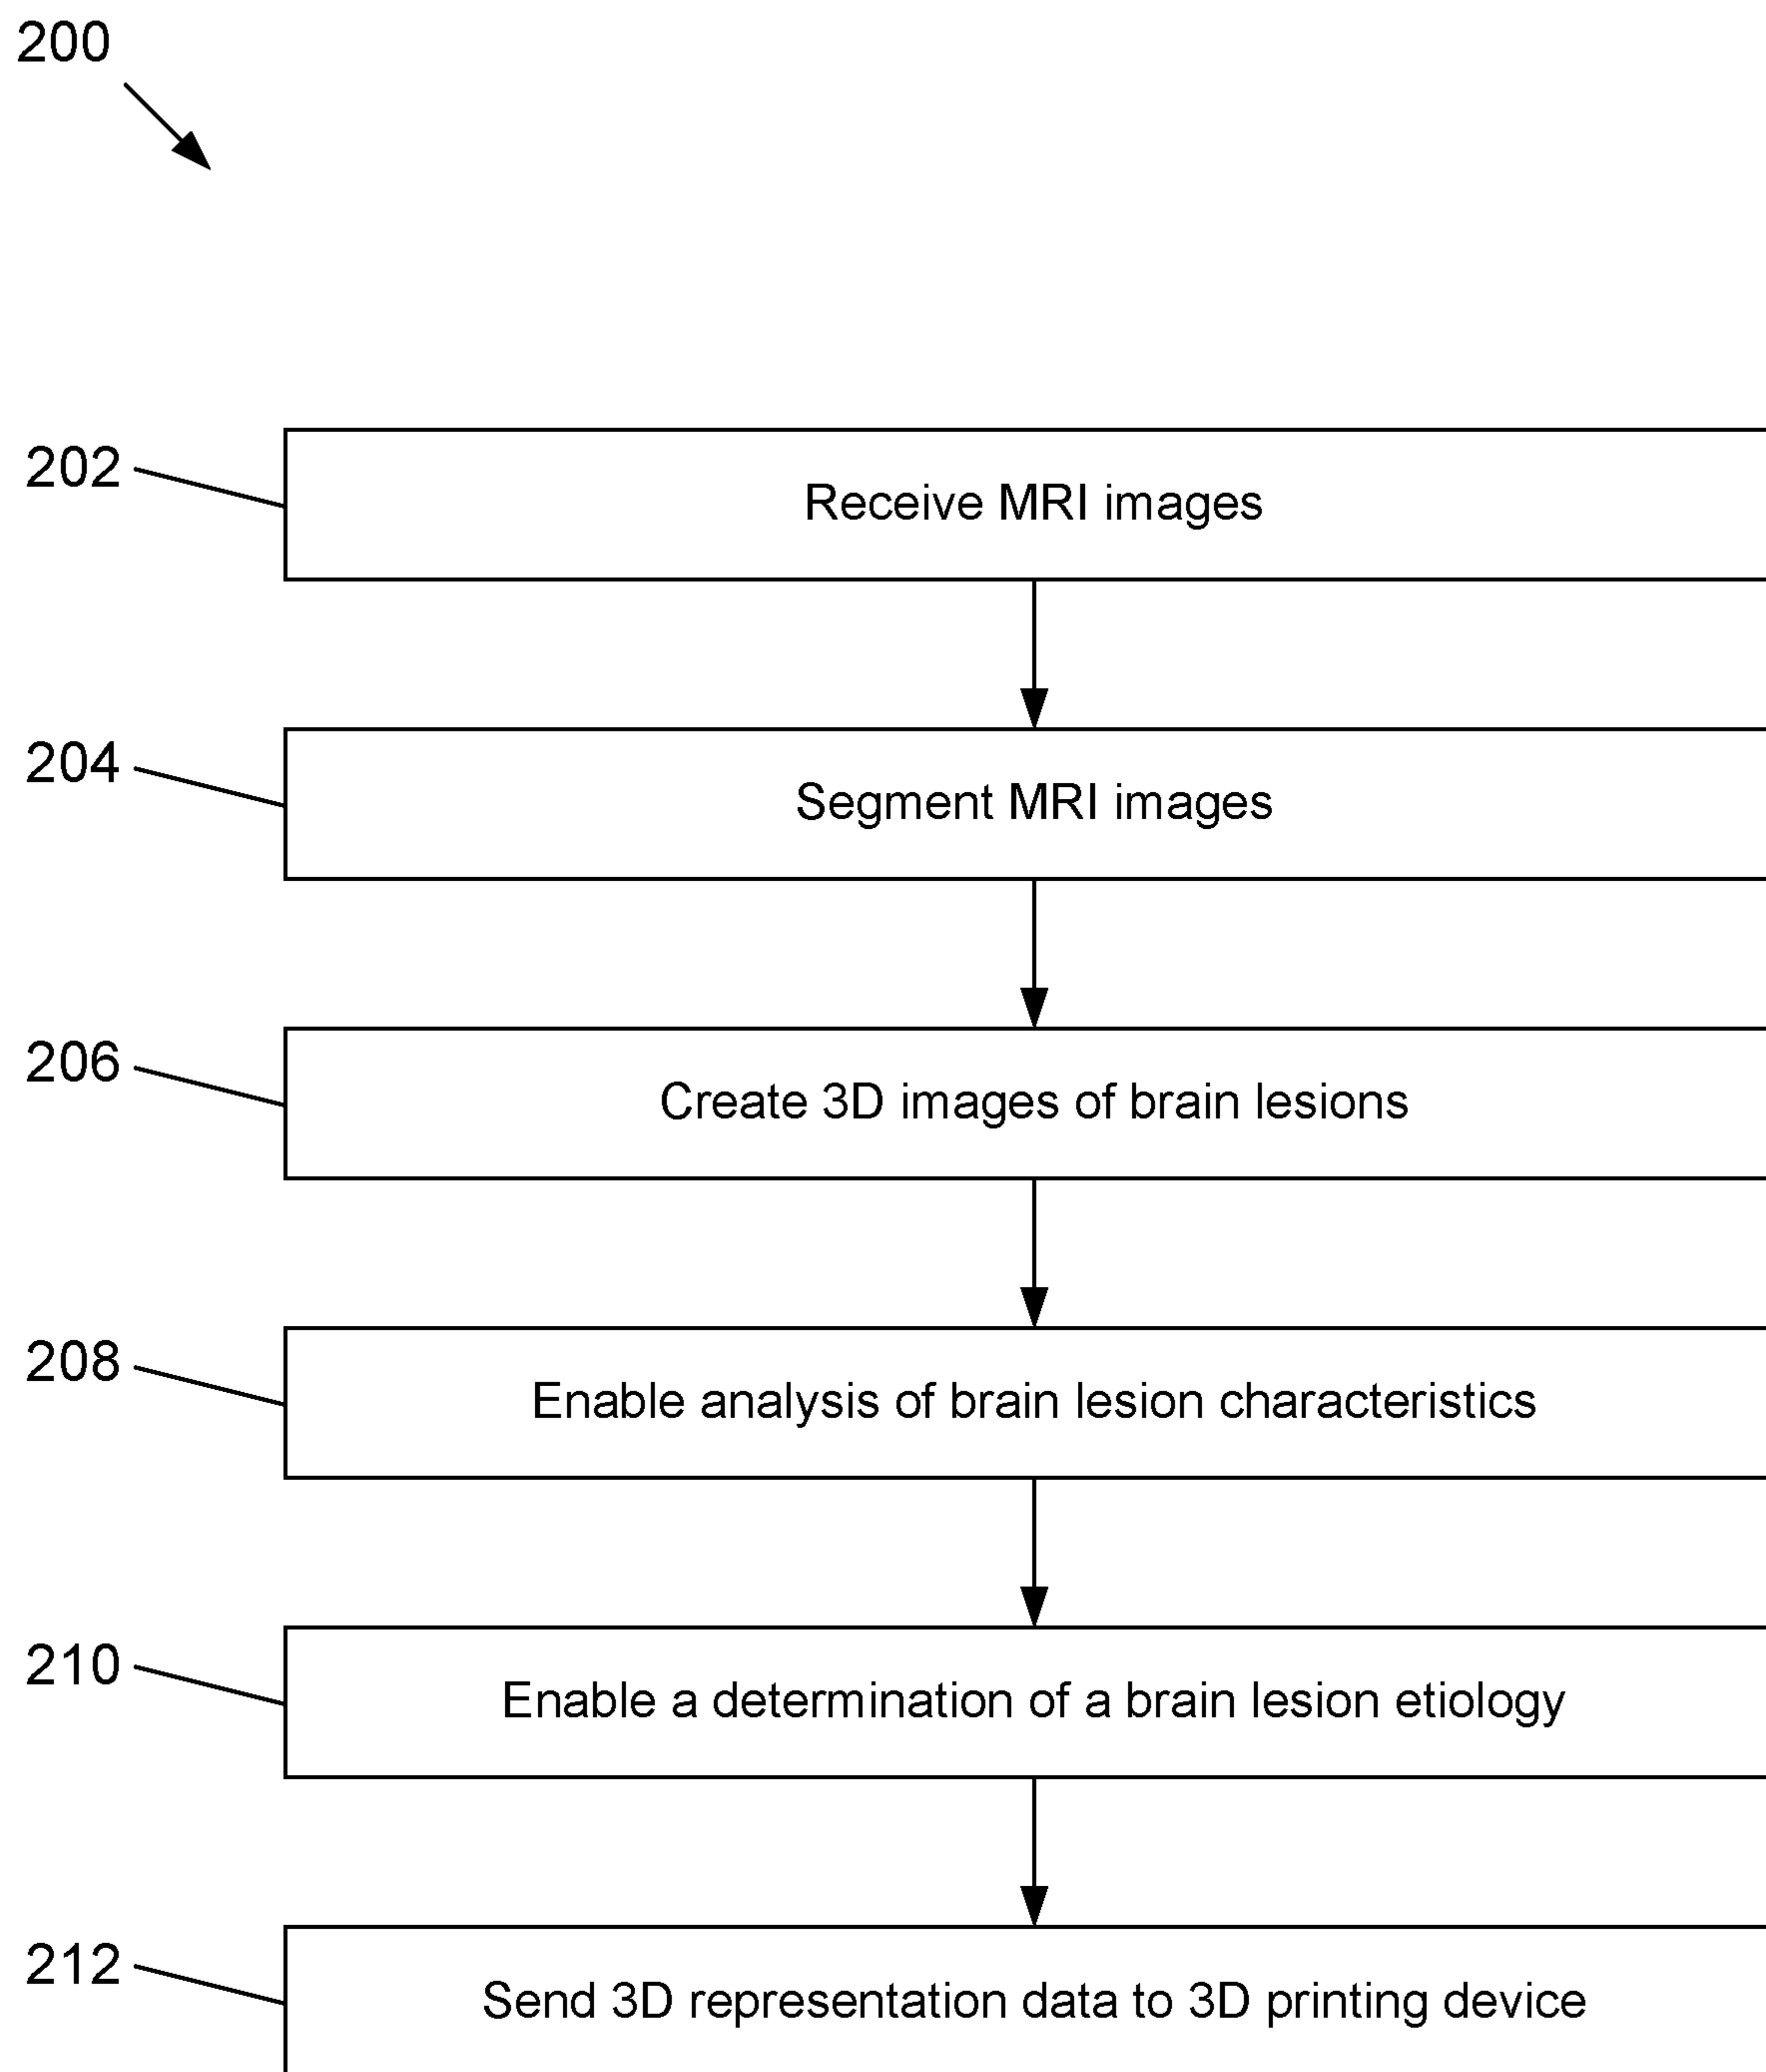 200
202
Receive MRI images
204
Segment MRI images
206
Create 3D images of brain lesions
208
Enable analysis of brain lesion characteristics
210
Enable a determination of a brain lesion etiology
212
Send 3D representation data to 3D printing device